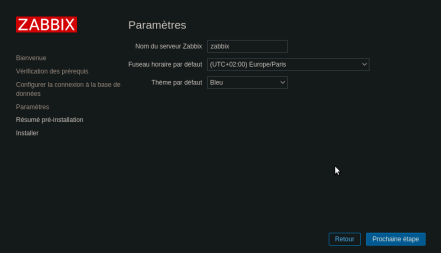 ZABBIX
Bienvenue
Vérification des prérequis
Configurer la connexion à la base de
données
Paramètres
Résumé pré-installation
Installer
Paramètres
Nom du serveur Zabbix zabbix
Fuseau horaire par défaut (UTC+02:00) Europe/Paris
Thème par défaut Bleu
Retour Prochaine étape